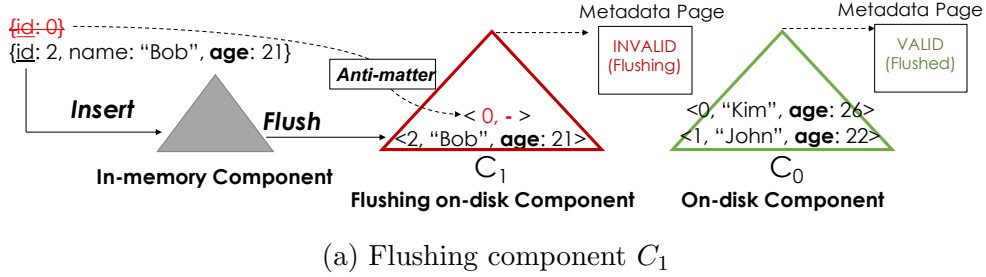 {id: 0}
{id: 2, name: “Bob”, age: 21}
Insert
Flush
In-memory Component
Anti-matter
< 0, - >
<2, “Bob”, age: 21>
C1
Flushing on-disk Component
Metadata Page
INVALID
(Flushing)
Metadata Page
VALID
(Flushed)
<0, “Kim”, age: 26>
<1, “John”, age: 22>
C0
On-disk Component
(a) Flushing component C1